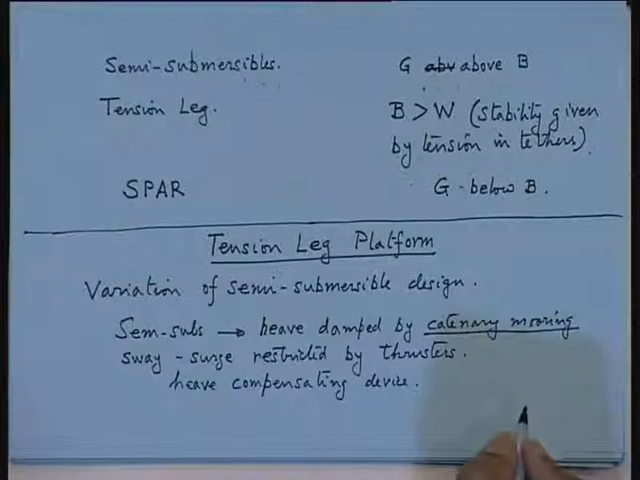 Semi-submersibles. G above B
Tension Leg. B > W (stability given
by tension in tethers).
SPAR G - below B.
Tension Leg Platform
Variation of semi-submersible design.
Sem-subs → heave damped by catenary mooring
sway - surge restricted by thrusters.
heave compensating device.